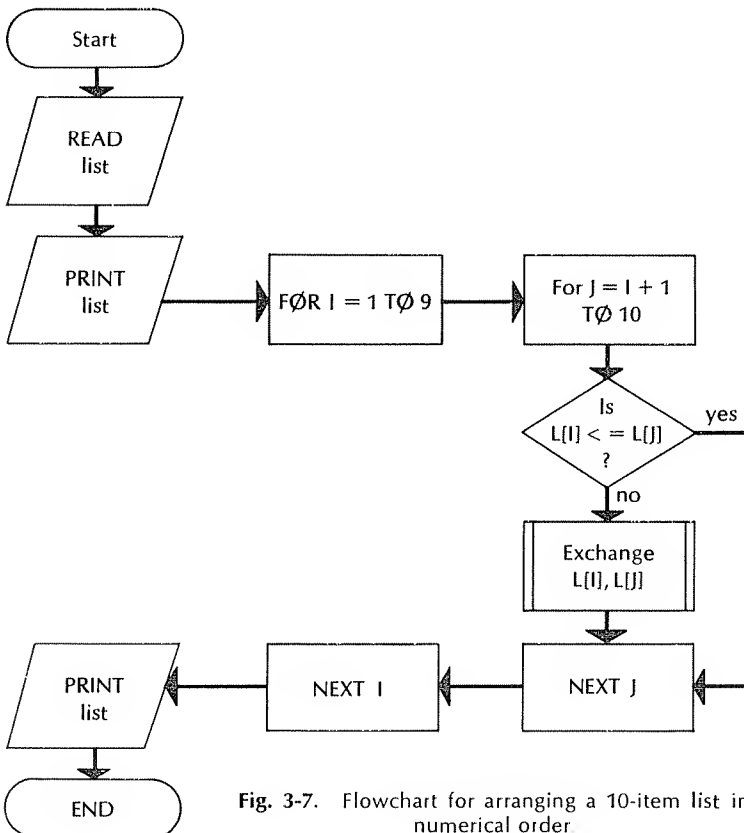 Start
READ
list
PRINT
list
FØR I = 1 TØ 9
For J = I + 1
TØ 10
Is
L[I] < = L[J]
?
yes
no
Exchange
L[I], L[J]
NEXT J
NEXT I
PRINT
list
END
Fig. 3-7. Flowchart for arranging a 10-item list in
numerical order